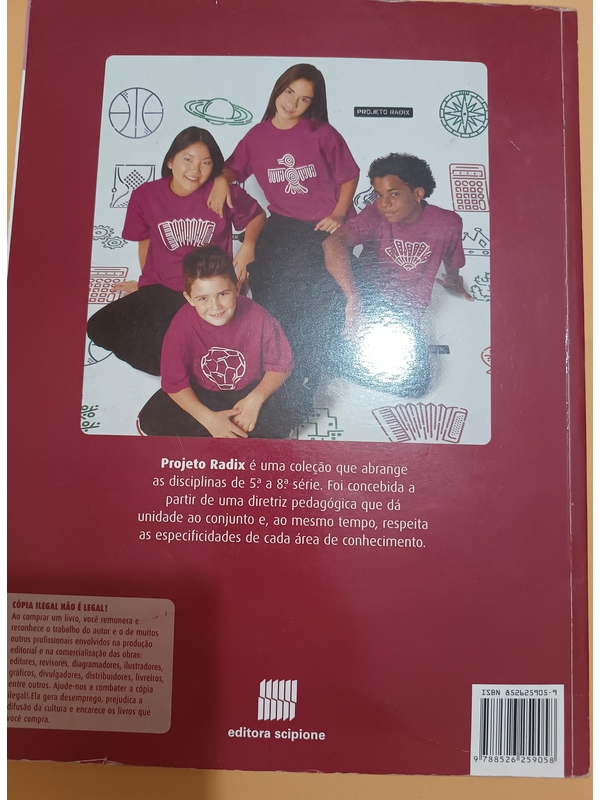 PROJETO RADIX
Projeto Radix é uma coleção que abrange
as disciplinas de 5ª a 8ª série. Foi concebida a
partir de uma diretriz pedagógica que dá
unidade ao conjunto e, ao mesmo tempo, respeita
as especificidades de cada área de conhecimento.
CÓPIA ILEGAL NÃO É LEGAL!
Ao comprar um livro, você remunera e
reconhece o trabalho do autor e o de muitos
outros profissionais envolvidos na produção
editorial e na comercialização das obras:
editores, revisores, diagramadores, ilustradores,
gráficos, divulgadores, distribuidores, livreiros,
entre outros. Ajude-nos a combater a cópia
ilegal! Ela gera desemprego, prejudica a
difusão da cultura e encarece os livros que
você compra.
editora scipione
ISBN 852625905-9
9 788526 259058